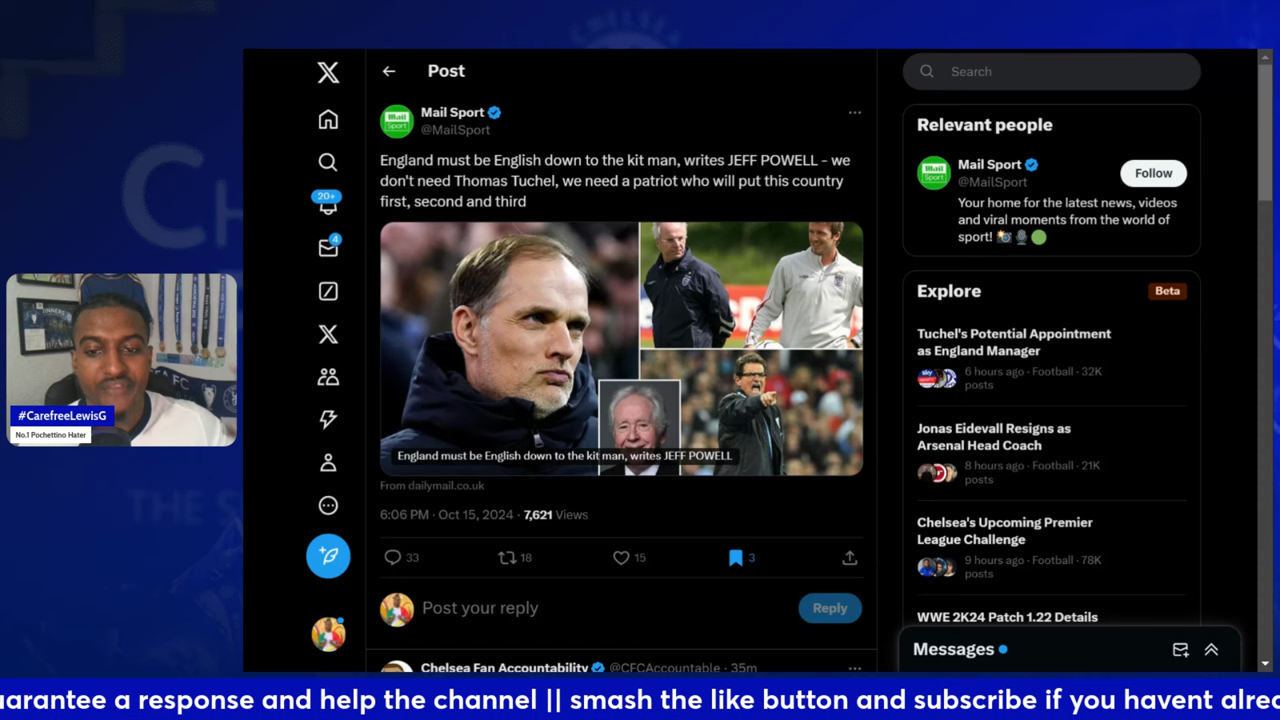 CHELSEA
CH
THE S
Post
Mail Sport
@MailSport
England must be English down to the kit man, writes JEFF POWELL – we
don't need Thomas Tuchel, we need a patriot who will put this country
first, second and third
England must be English down to the kit man, writes JEFF POWELL
From dailymail.co.uk
6:06 PM · Oct 15, 2024 · 7,621 Views
33
18
15
3
Post your reply
Reply
Chelsea Fan Accountability @CFCAccountable · 35m
20+
4
Search
Relevant people
Mail Sport
@MailSport
Follow
Your home for the latest news, videos
and viral moments from the world of
sport! 📸🎙️🟢
Explore
Beta
Tuchel's Potential Appointment
as England Manager
6 hours ago · Football · 32K
posts
Jonas Eidevall Resigns as
Arsenal Head Coach
8 hours ago · Football · 21K
posts
Chelsea's Upcoming Premier
League Challenge
9 hours ago · Football · 78K
posts
WWE 2K24 Patch 1.22 Details
Messages
#CarefreeLewisG
No.1 Pochettino Hater
uarantee a response and help the channel || smash the like button and subscribe if you havent alrea